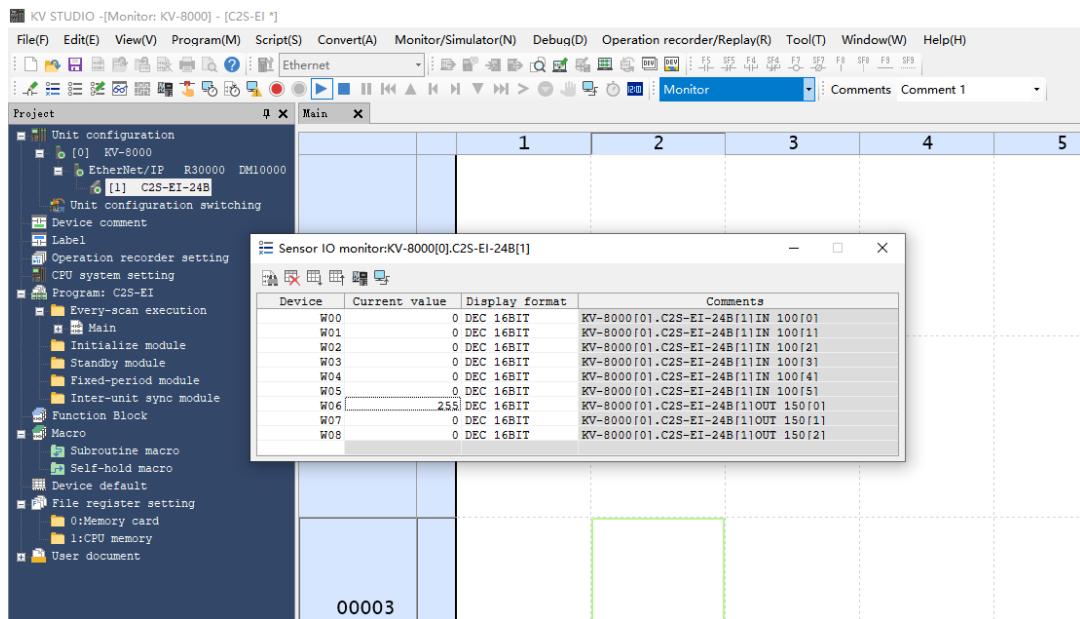 KV STUDIO -[Monitor: KV-8000] - [C2S-EI *]
File(F) Edit(E) View(V) Program(M) Script(S) Convert(A) Monitor/Simulator(N) Debug(D) Operation recorder/Replay(R) Tool(T) Window(W) Help(H)
Ethernet
F5 SF5 F4 SF4 F7 SF7 F8 SF8 F9 SF9
Monitor Comments Comment 1
Project
Main
Unit configuration
[0] KV-8000
EtherNet/IP R30000 DM10000
[1] C2S-EI-24B
Unit configuration switching
Device comment
Label
Operation recorder setting
CPU system setting
Program: C2S-EI
Every-scan execution
Main
Initialize module
Standby module
Fixed-period module
Inter-unit sync module
Function Block
Macro
Subroutine macro
Self-hold macro
Device default
File register setting
0:Memory card
1:CPU memory
User document
1 2 3 4 5
Sensor IO monitor:KV-8000[0].C2S-EI-24B[1]
Device Current value Display format Comments
W00 0 DEC 16BIT KV-8000[0].C2S-EI-24B[1]IN 100[0]
W01 0 DEC 16BIT KV-8000[0].C2S-EI-24B[1]IN 100[1]
W02 0 DEC 16BIT KV-8000[0].C2S-EI-24B[1]IN 100[2]
W03 0 DEC 16BIT KV-8000[0].C2S-EI-24B[1]IN 100[3]
W04 0 DEC 16BIT KV-8000[0].C2S-EI-24B[1]IN 100[4]
W05 0 DEC 16BIT KV-8000[0].C2S-EI-24B[1]IN 100[5]
W06 255 DEC 16BIT KV-8000[0].C2S-EI-24B[1]OUT 150[0]
W07 0 DEC 16BIT KV-8000[0].C2S-EI-24B[1]OUT 150[1]
W08 0 DEC 16BIT KV-8000[0].C2S-EI-24B[1]OUT 150[2]
00003